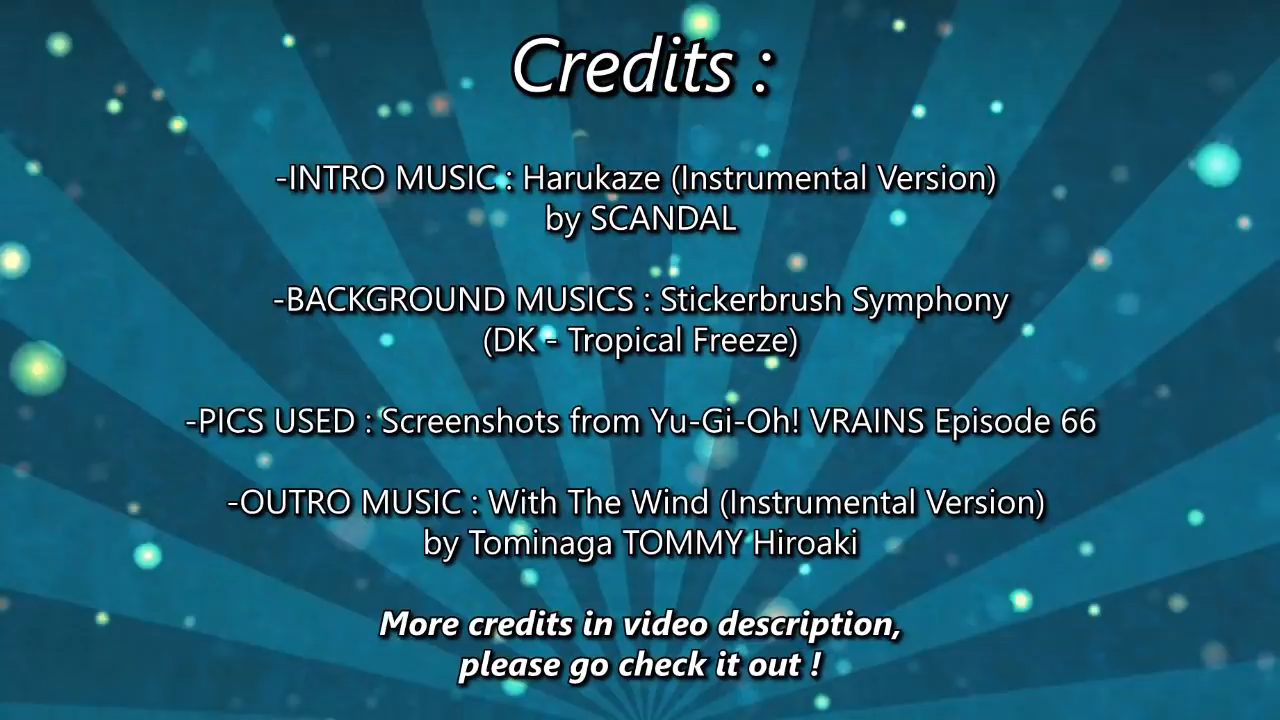 Credits :
-INTRO MUSIC : Harukaze (Instrumental Version)
by SCANDAL
-BACKGROUND MUSICS : Stickerbrush Symphony
(DK - Tropical Freeze)
-PICS USED : Screenshots from Yu-Gi-Oh! VRAINS Episode 66
-OUTRO MUSIC : With The Wind (Instrumental Version)
by Tominaga TOMMY Hiroaki
More credits in video description,
please go check it out !